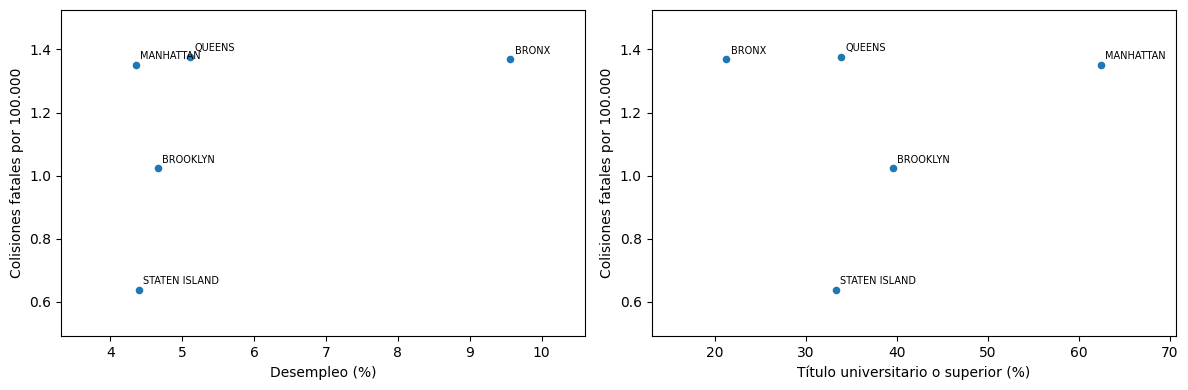 Colisiones fatales por 100.000
1.4
1.2
1.0
0.8
0.6
MANHATTAN
QUEENS
BRONX
BROOKLYN
STATEN ISLAND
4
5
6
7
8
9
10
Desempleo (%)
Colisiones fatales por 100.000
1.4
1.2
1.0
0.8
0.6
BRONX
QUEENS
MANHATTAN
BROOKLYN
STATEN ISLAND
20
30
40
50
60
70
Título universitario o superior (%)